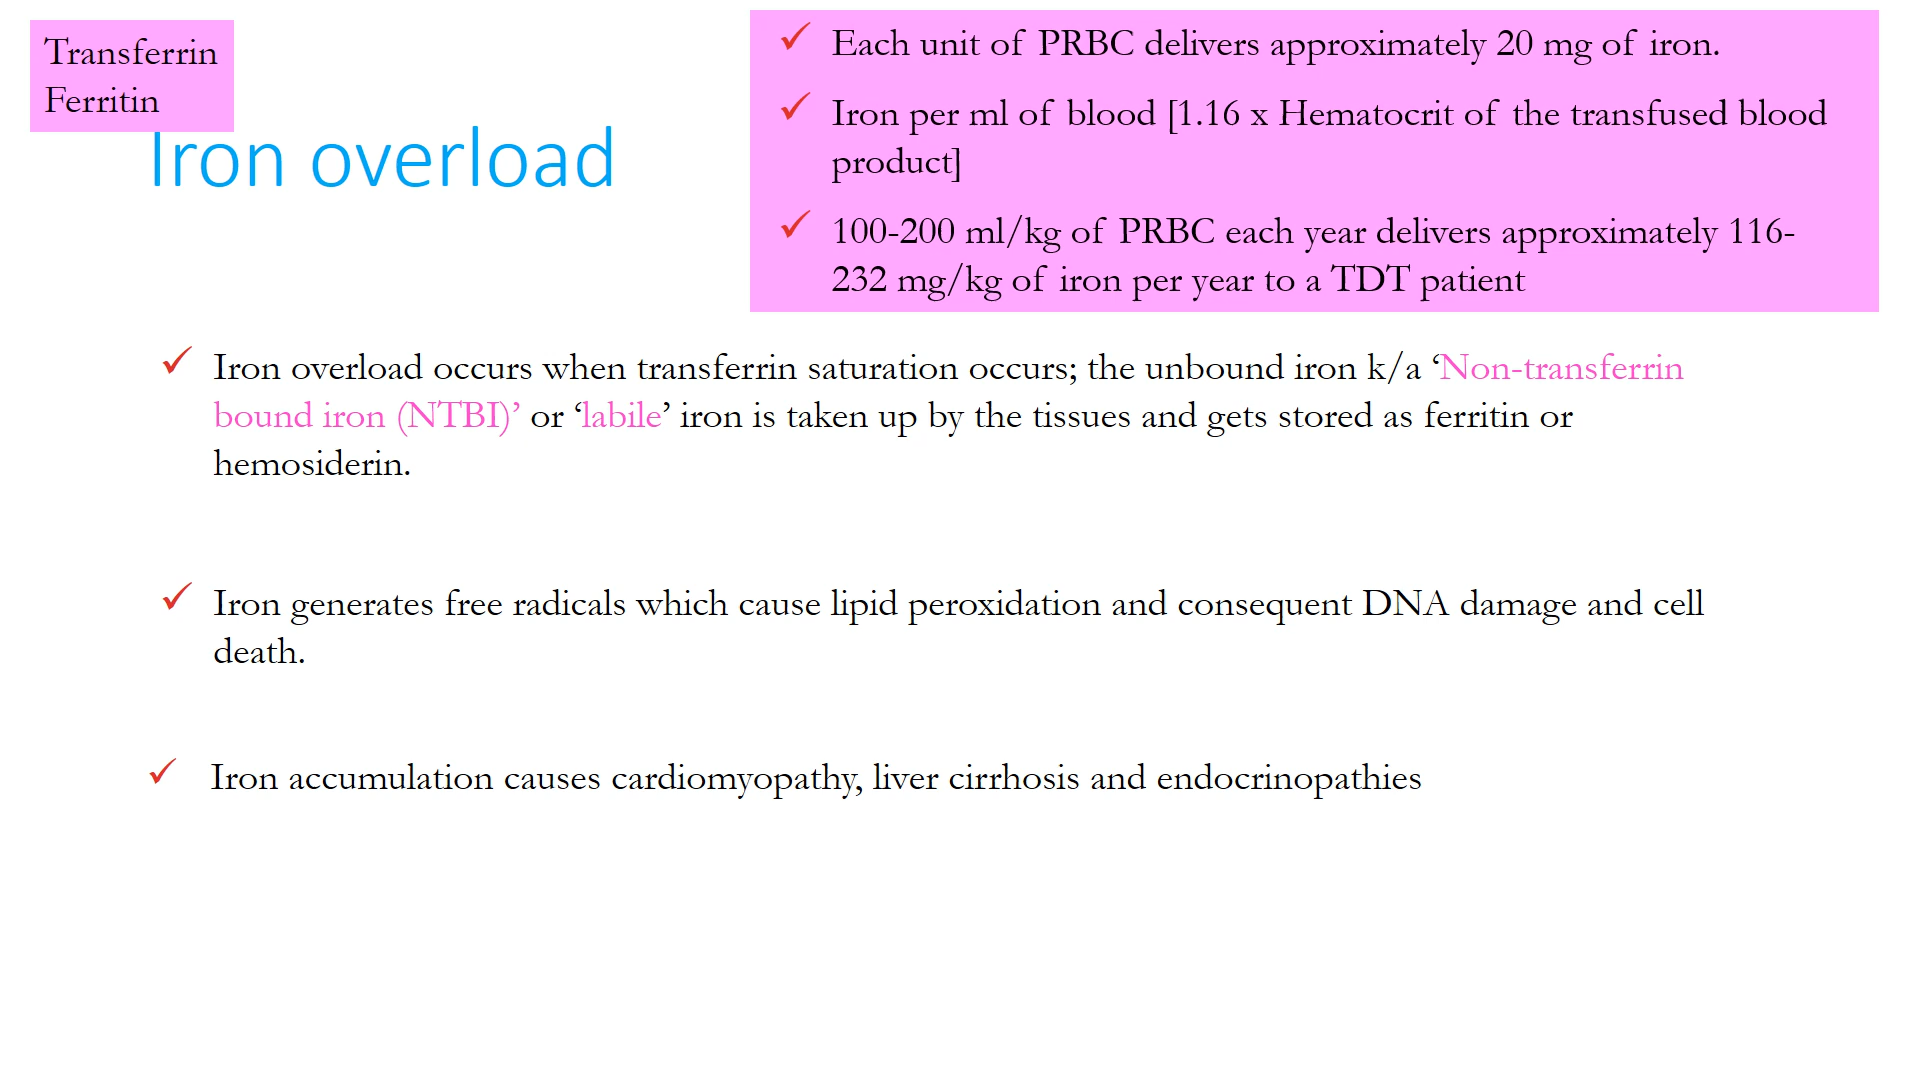 Transferrin
Ferritin
Iron overload
Each unit of PRBC delivers approximately 20 mg of iron.
Iron per ml of blood [1.16 x Hematocrit of the transfused blood
product]
100-200 ml/kg of PRBC each year delivers approximately 116-
232 mg/kg of iron per year to a TDT patient
Iron overload occurs when transferrin saturation occurs; the unbound iron k/a ‘Non-transferrin
bound iron (NTBI)’ or ‘labile’ iron is taken up by the tissues and gets stored as ferritin or
hemosiderin.
Iron generates free radicals which cause lipid peroxidation and consequent DNA damage and cell
death.
Iron accumulation causes cardiomyopathy, liver cirrhosis and endocrinopathies